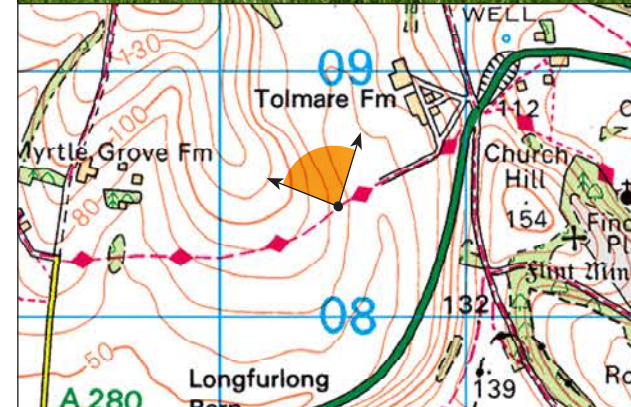 WELL
130
09
Tolmare Fm
112
100
Myrtle Grove Fm
Church
Hill
80
154
Flint Min
08
132
50
Longfurlong
139
A 280
Barn